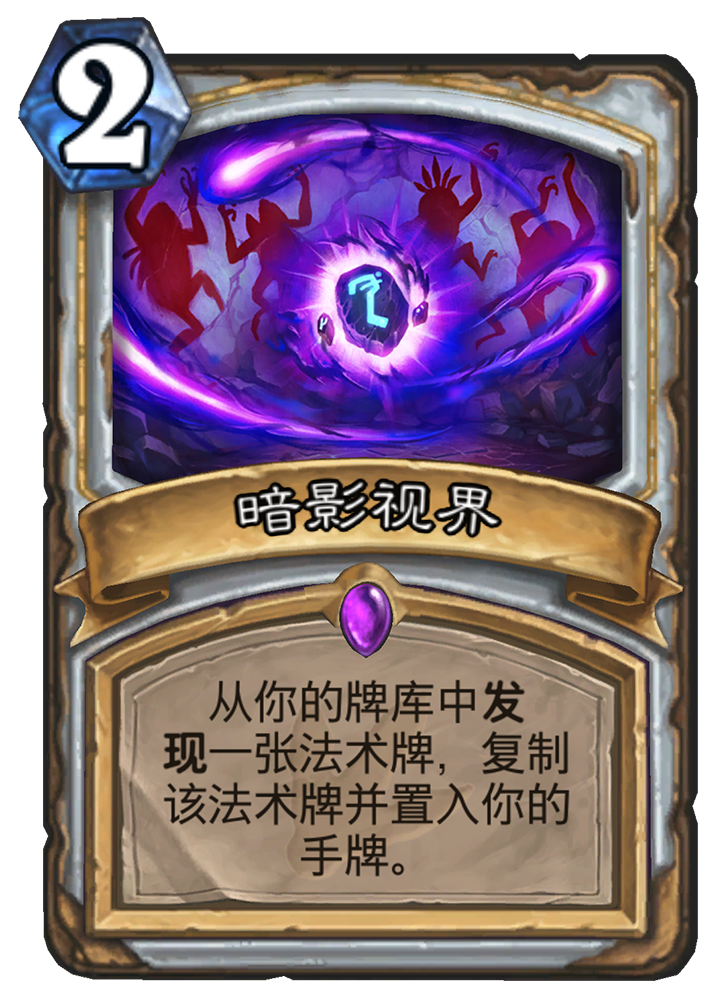 2
暗影视界
从你的牌库中发
现一张法术牌，复制
该法术牌并置入你的
手牌。